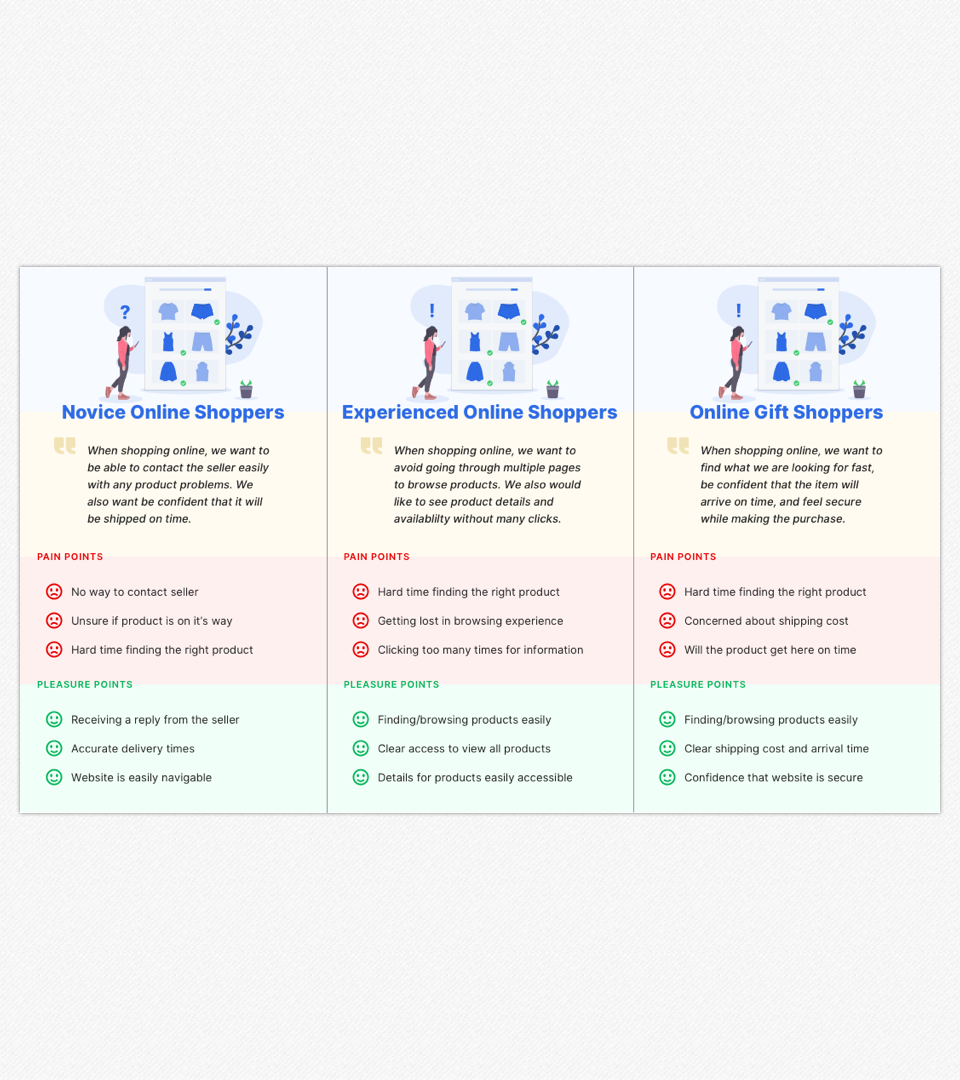 ?
Novice Online Shoppers
When shopping online, we want to
be able to contact the seller easily
with any product problems. We
also want be confident that it will
be shipped on time.
PAIN POINTS
No way to contact seller
Unsure if product is on it's way
Hard time finding the right product
PLEASURE POINTS
Receiving a reply from the seller
Accurate delivery times
Website is easily navigable
!
Experienced Online Shoppers
When shopping online, we want to
avoid going through multiple pages
to browse products. We also would
like to see product details and
availablilty without many clicks.
PAIN POINTS
Hard time finding the right product
Getting lost in browsing experience
Clicking too many times for information
PLEASURE POINTS
Finding/browsing products easily
Clear access to view all products
Details for products easily accessible
!
Online Gift Shoppers
When shopping online, we want to
find what we are looking for fast,
be confident that the item will
arrive on time, and feel secure
while making the purchase.
PAIN POINTS
Hard time finding the right product
Concerned about shipping cost
Will the product get here on time
PLEASURE POINTS
Finding/browsing products easily
Clear shipping cost and arrival time
Confidence that website is secure